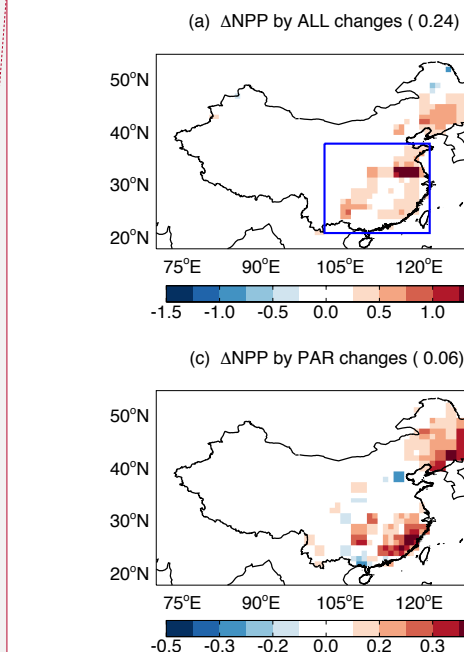 (a) ΔNPP by ALL changes ( 0.24)
50°N
40°N
30°N
20°N
75°E 90°E 105°E 120°E
-1.5 -1.0 -0.5 0.0 0.5 1.0
(c) ΔNPP by PAR changes ( 0.06)
50°N
40°N
30°N
20°N
75°E 90°E 105°E 120°E
-0.5 -0.3 -0.2 0.0 0.2 0.3